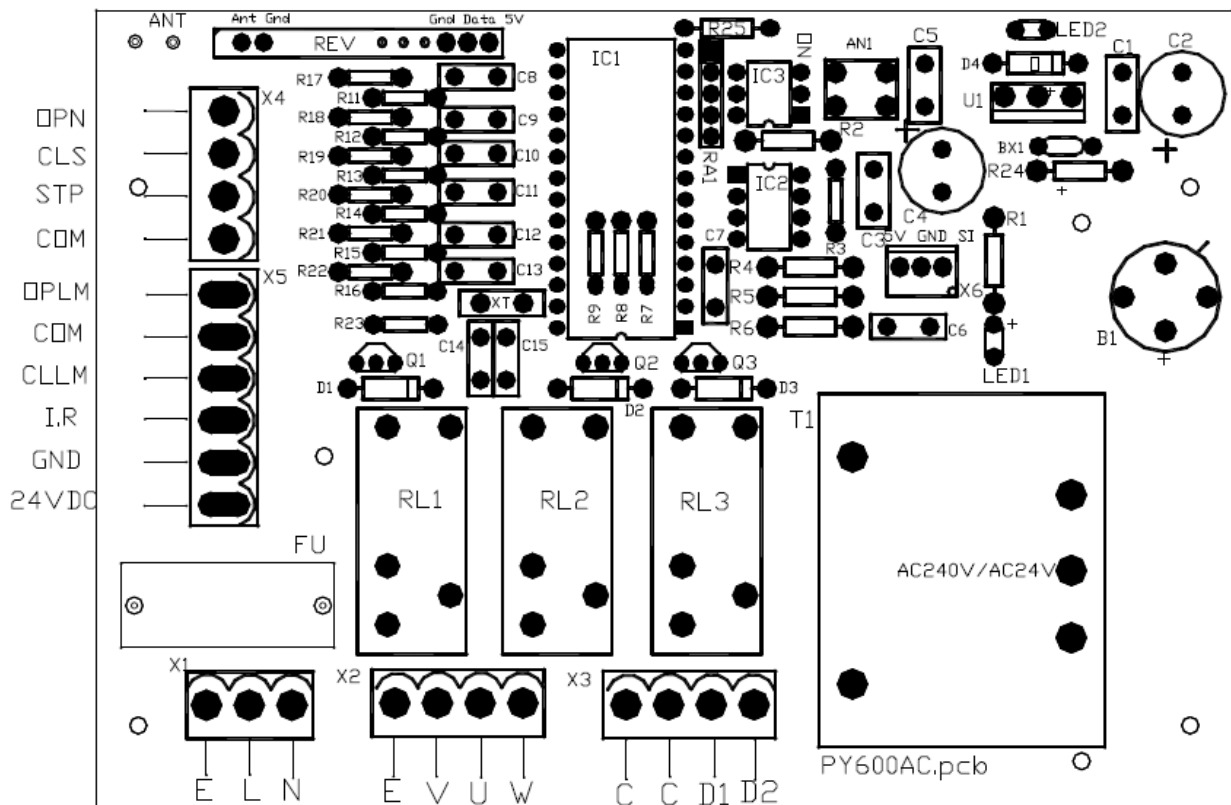 ANT
Ant Gnd
REV
Gnd Data 5V
R25
ON
AN1
C5
LED2
C1
C2
IC1
IC3
D4
U1
R17
C8
X4
R11
OPN
R18
C9
R2
R12
CLS
R19
C10
RA1
BX1
R13
IC2
R24
STP
R20
C11
R14
C4
R1
COM
R21
C12
C7
R3
C3
5V GND SI
R15
X5
R22
C13
R4
OPLM
R16
XT
R5
X6
R9
R8
R7
COM
R23
R6
C6
B1
C14
C15
CLLM
Q1
Q2
Q3
LED1
D1
D2
D3
I.R
T1
GND
24VDC
RL1
RL2
RL3
FU
AC240V/AC24V
X1
X2
X3
PY600AC.pcb
E L N
E V U W
C C D1 D2